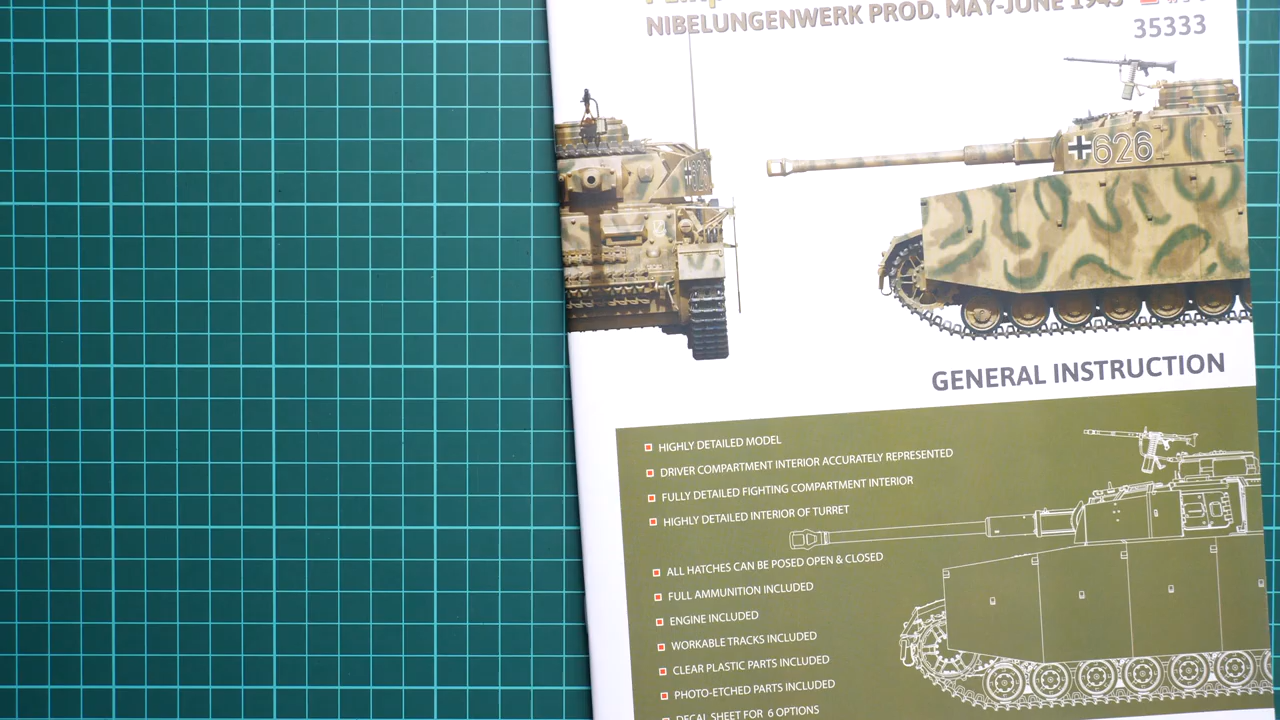 NIBELUNGENWERK PROD. MAY-JUNE 1943
35333
626
GENERAL INSTRUCTION
HIGHLY DETAILED MODEL
DRIVER COMPARTMENT INTERIOR ACCURATELY REPRESENTED
FULLY DETAILED FIGHTING COMPARTMENT INTERIOR
HIGHLY DETAILED INTERIOR OF TURRET
ALL HATCHES CAN BE POSED OPEN & CLOSED
FULL AMMUNITION INCLUDED
ENGINE INCLUDED
WORKABLE TRACKS INCLUDED
CLEAR PLASTIC PARTS INCLUDED
PHOTO-ETCHED PARTS INCLUDED
DECAL SHEET FOR 6 OPTIONS